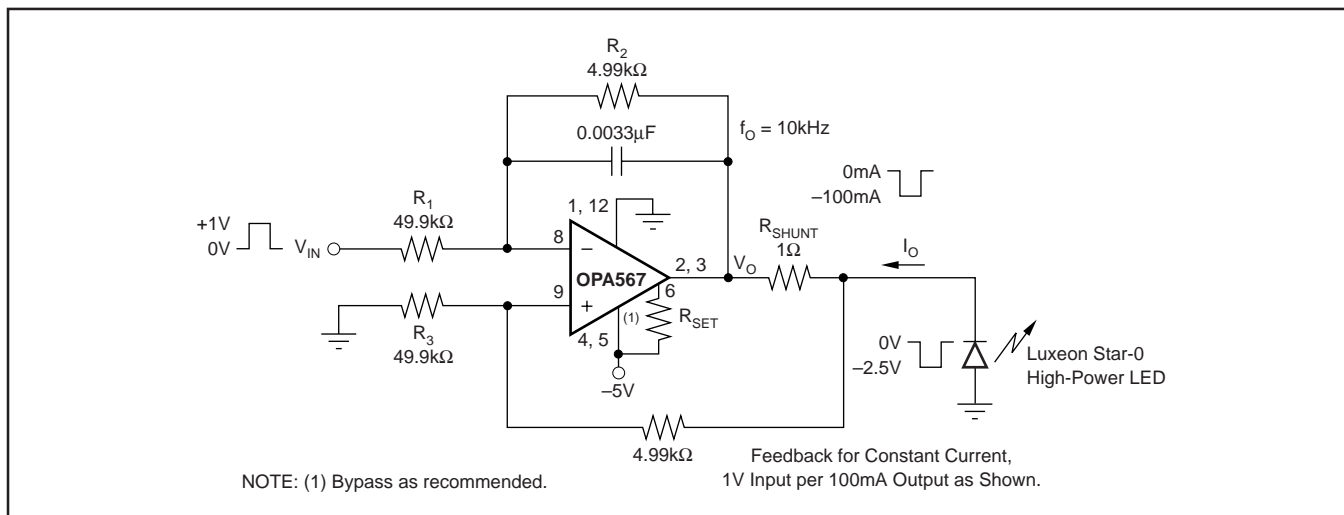 R2
4.99kΩ
0.0033µF
fO = 10kHz
0mA
–100mA
R1
49.9kΩ
1, 12
+1V
0V
VIN
8
–
RSHUNT
1Ω
IO
OPA567
2, 3
VO
9
+
6
(1)
RSET
R3
49.9kΩ
4, 5
–5V
0V
–2.5V
Luxeon Star-0
High-Power LED
4.99kΩ
Feedback for Constant Current,
1V Input per 100mA Output as Shown.
NOTE: (1) Bypass as recommended.